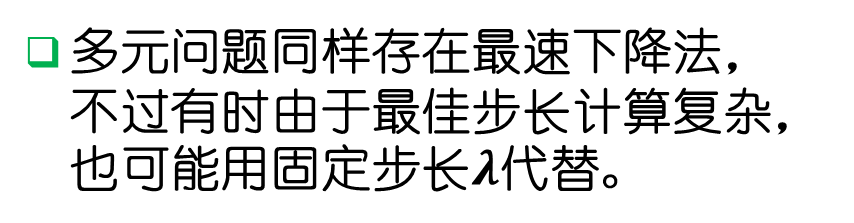 多元问题同样存在最速下降法，
不过有时由于最佳步长计算复杂，
也可能用固定步长λ代替。